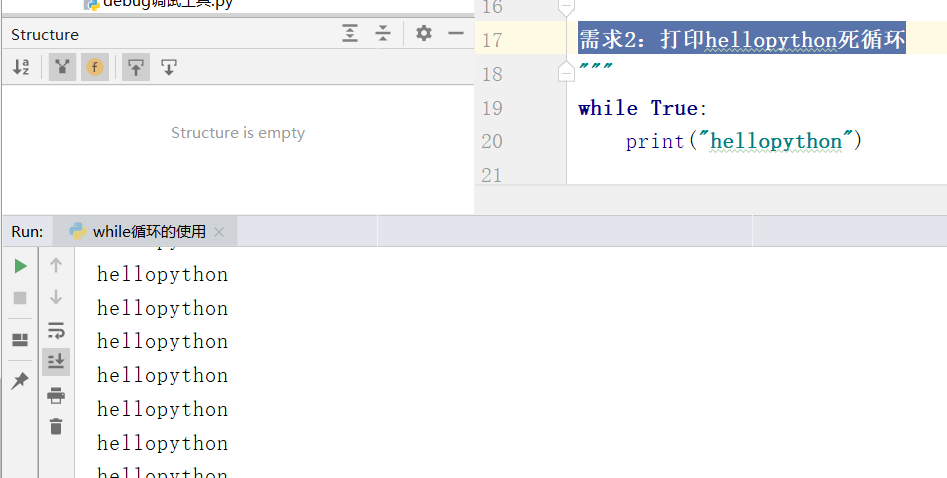 debug调试工具.py
Structure
Structure is empty
16
17 需求2：打印hellopython死循环
18 """
19 while True:
20 print("hellopython")
21
Run: while循环的使用
hellopython
hellopython
hellopython
hellopython
hellopython
hellopython
hellopython